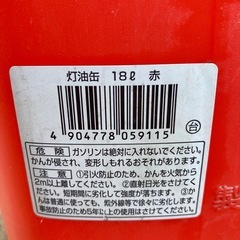 灯油缶 18ℓ 赤
4 904778 059115
台
危険 ガソリンは絶対に入れないでください。
かんが侵され、変形しもれるおそれがあります。
注意 ①引火防止のため、かんを火気から
2m以上離してください。②直射日光をさけてく
ださい。短期間に劣化して強度が落ちます。③か
んは普通に使っても、紫外線等で徐々に劣化します。
事故防止のため5年以上の使用はさけてください。